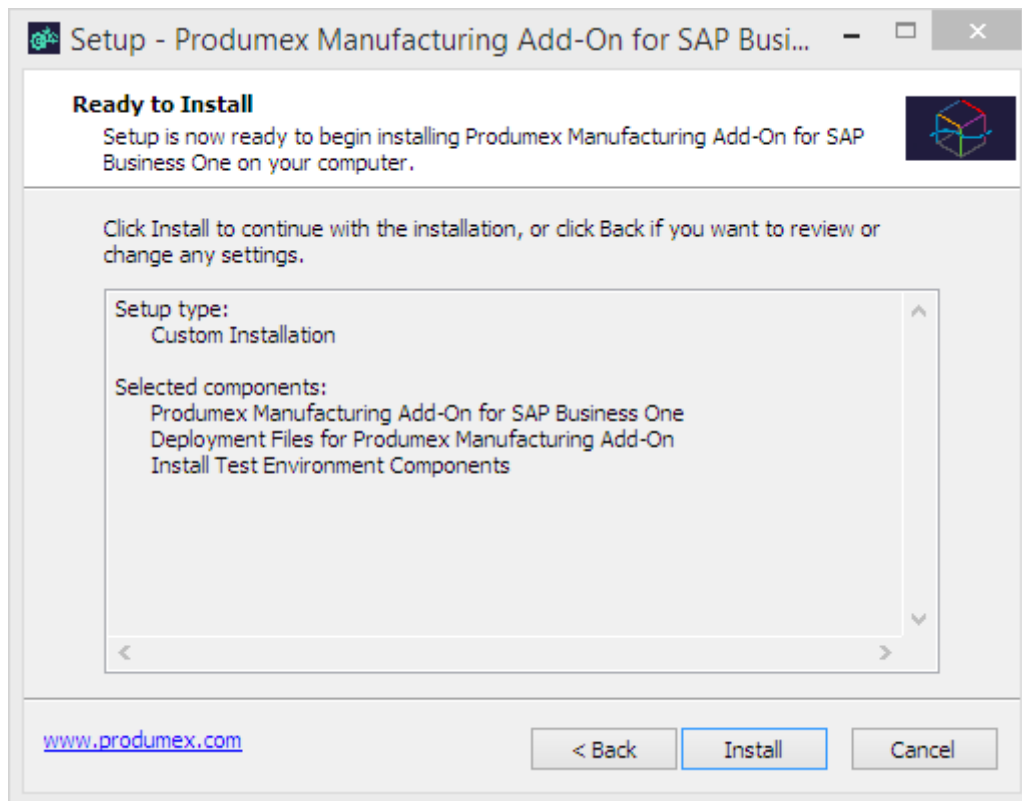 Setup - Produmex Manufacturing Add-On for SAP Busi...
Ready to Install
Setup is now ready to begin installing Produmex Manufacturing Add-On for SAP
Business One on your computer.
Click Install to continue with the installation, or click Back if you want to review or
change any settings.
Setup type:
Custom Installation
Selected components:
Produmex Manufacturing Add-On for SAP Business One
Deployment Files for Produmex Manufacturing Add-On
Install Test Environment Components
www.produmex.com
< Back
Install
Cancel